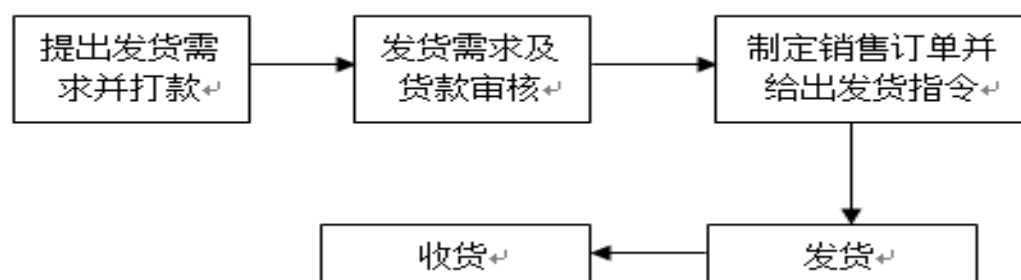 提出发货需
求并打款
发货需求及
货款审核
制定销售订单并
给出发货指令
收货
发货